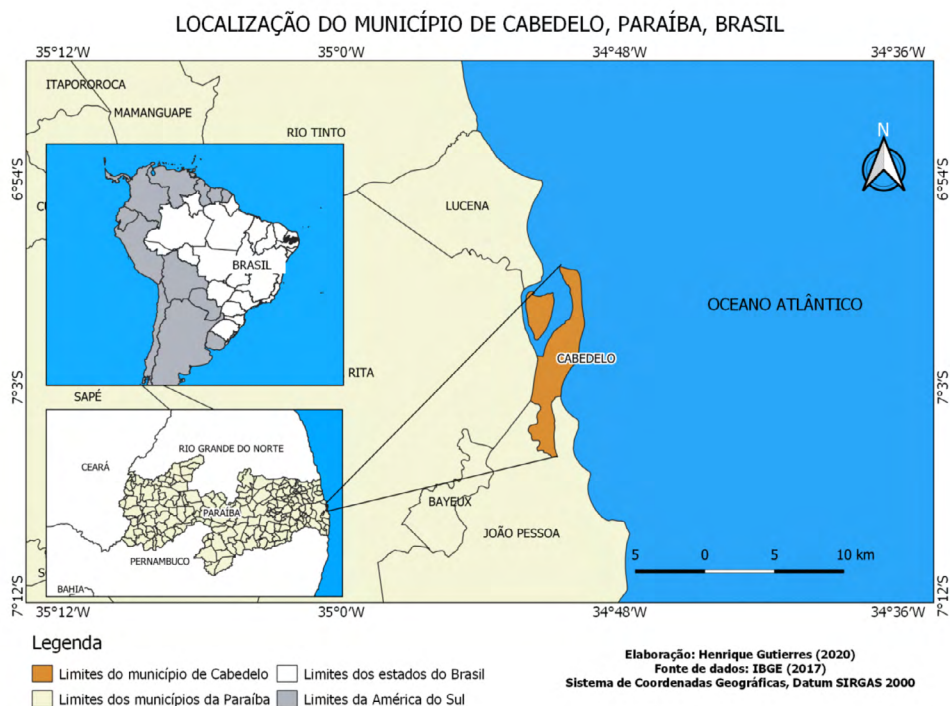 LOCALIZAÇÃO DO MUNICÍPIO DE CABEDELO, PARAÍBA, BRASIL
35°12'W 35°0'W 34°48'W 34°36'W
ITAPOROROCA
MAMANGUAPE
RIO TINTO
N
6°54'S 6°54'S
LUCENA
BRASIL
OCEANO ATLÂNTICO
CABEDELO
RITA
7°3'S 7°3'S
SAPÉ
RIO GRANDE DO NORTE
CEARÁ
PARAÍBA
BAYEUX
JOÃO PESSOA
PERNAMBUCO
BAHIA
5 0 5 10 km
7°12'S 7°12'S
35°12'W 35°0'W 34°48'W 34°36'W
Legenda
Limites do município de Cabedelo
Limites dos estados do Brasil
Limites dos municípios da Paraíba
Limites da América do Sul
Elaboração: Henrique Gutierres (2020)
Fonte de dados: IBGE (2017)
Sistema de Coordenadas Geográficas, Datum SIRGAS 2000